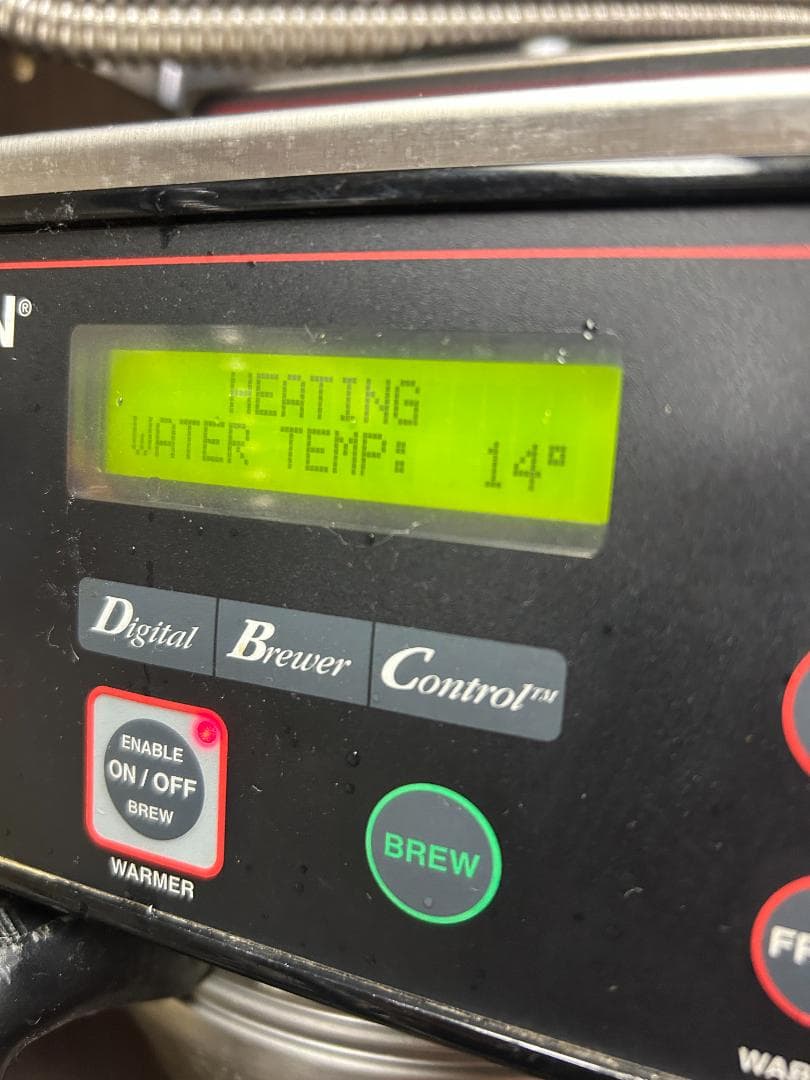 N®
HEATING
WATER TEMP: 14°
Digital Brewer Control™
ENABLE
ON / OFF
BREW
WARMER
BREW